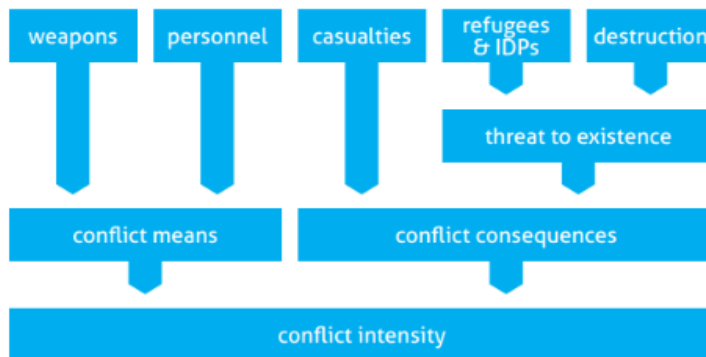 weapons
personnel
casualties
refugees
& IDPs
destruction
threat to existence
conflict means
conflict consequences
conflict intensity